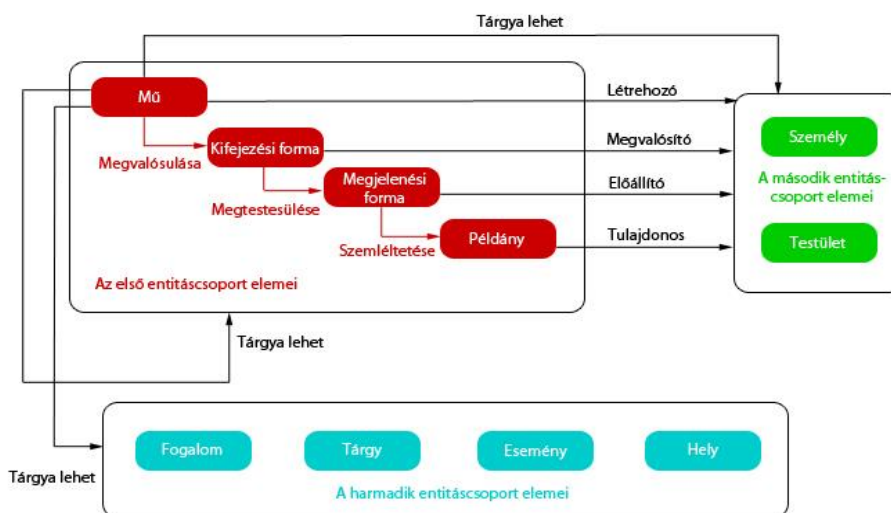 Tárgya lehet
Mű
Létrehozó
Személy
Megvalósulása
Kifejezési forma
Megvalósító
A második entitás-
csoport elemei
Megtestesülése
Megjelenési
forma
Előállító
Szemléltetése
Példány
Tulajdonos
Testület
Az első entitáscsoport elemei
Tárgya lehet
Fogalom
Tárgy
Esemény
Hely
Tárgya lehet
A harmadik entitáscsoport elemei